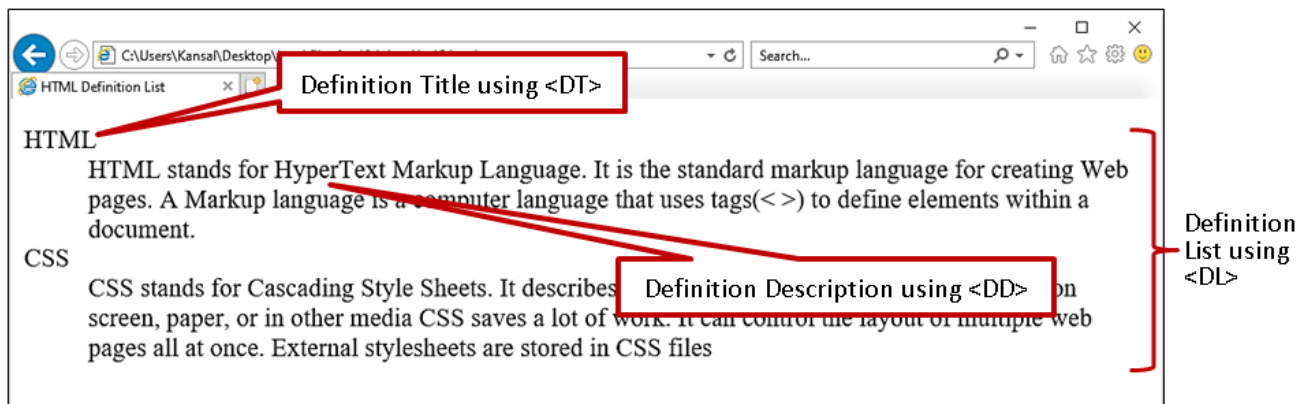 C:\Users\Kansal\Desktop\
Search...
HTML Definition List
Definition Title using <DT>
HTML
HTML stands for HyperText Markup Language. It is the standard markup language for creating Web
pages. A Markup language is a computer language that uses tags(< >) to define elements within a
document.
CSS
CSS stands for Cascading Style Sheets. It describes
on
Definition Description using <DD>
screen, paper, or in other media CSS saves a lot of work. It can control the layout of multiple web
pages all at once. External stylesheets are stored in CSS files
Definition
List using
<DL>